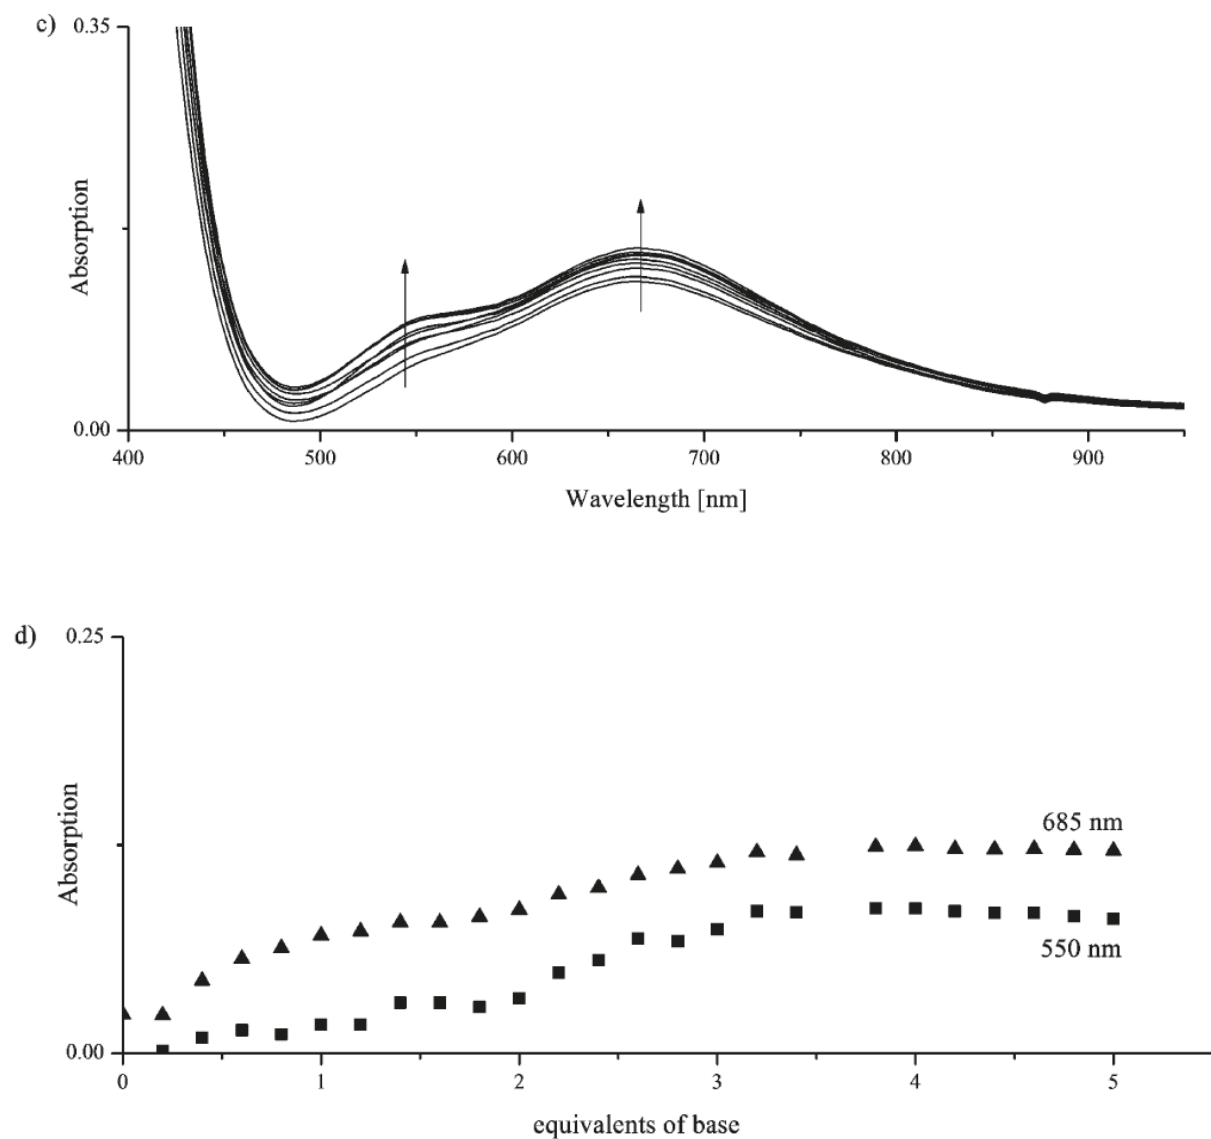 c)
0.35
Absorption
0.00
400 500 600 700 800 900
Wavelength [nm]
d)
0.25
Absorption
685 nm
550 nm
0.00
0 1 2 3 4 5
equivalents of base